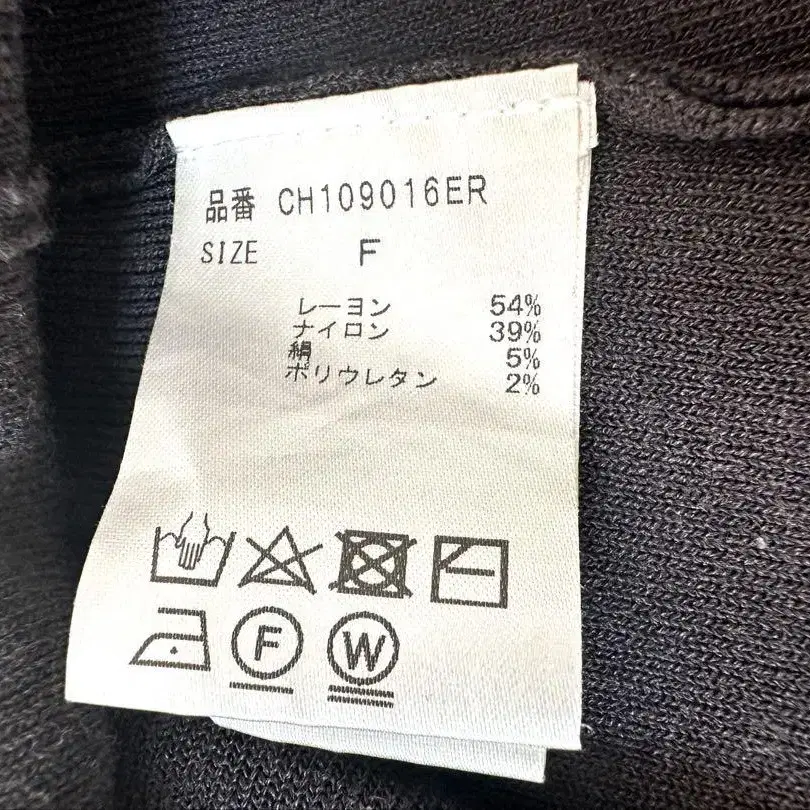 品番 CH109016ER
SIZE F
レーヨン 54%
ナイロン 39%
絹 5%
ポリウレタン 2%
F
W